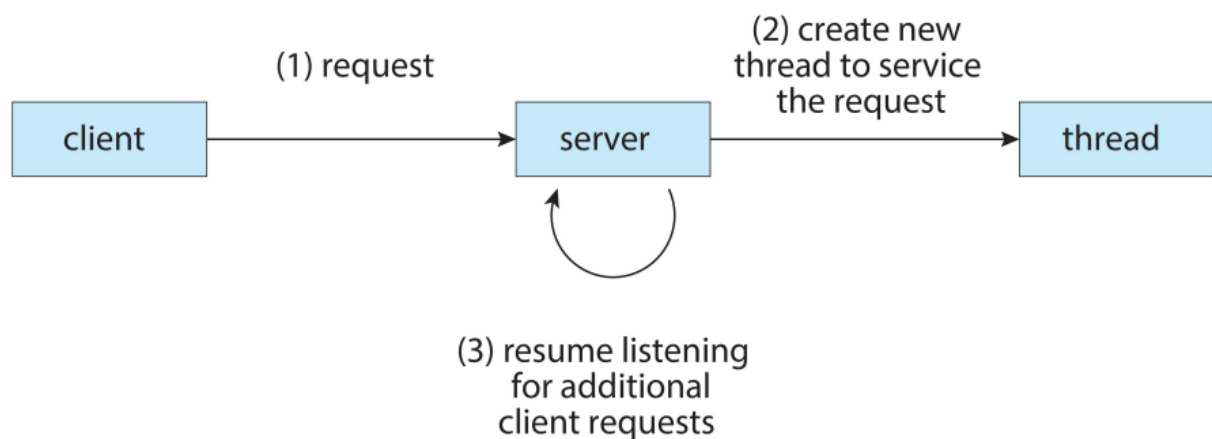 (1) request
(2) create new
thread to service
the request
client
server
thread
(3) resume listening
for additional
client requests